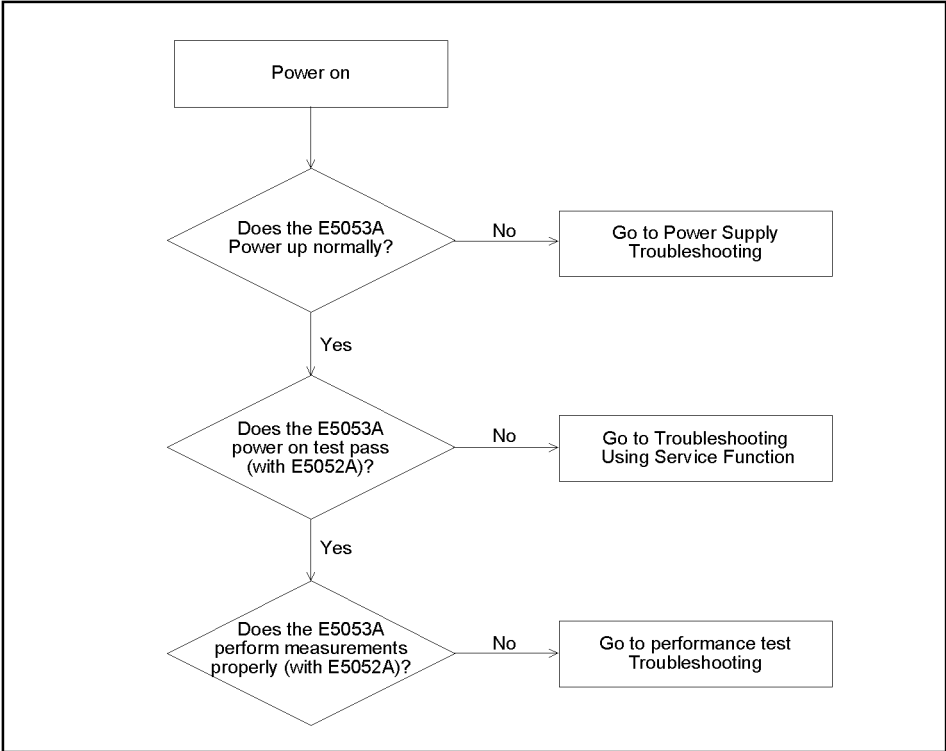 Power on
Does the E5053A
Power up normally?
No
Go to Power Supply
Troubleshooting
Yes
Does the E5053A
power on test pass
(with E5052A)?
No
Go to Troubleshooting
Using Service Function
Yes
Does the E5053A
perform measurements
properly (with E5052A)?
No
Go to performance test
Troubleshooting